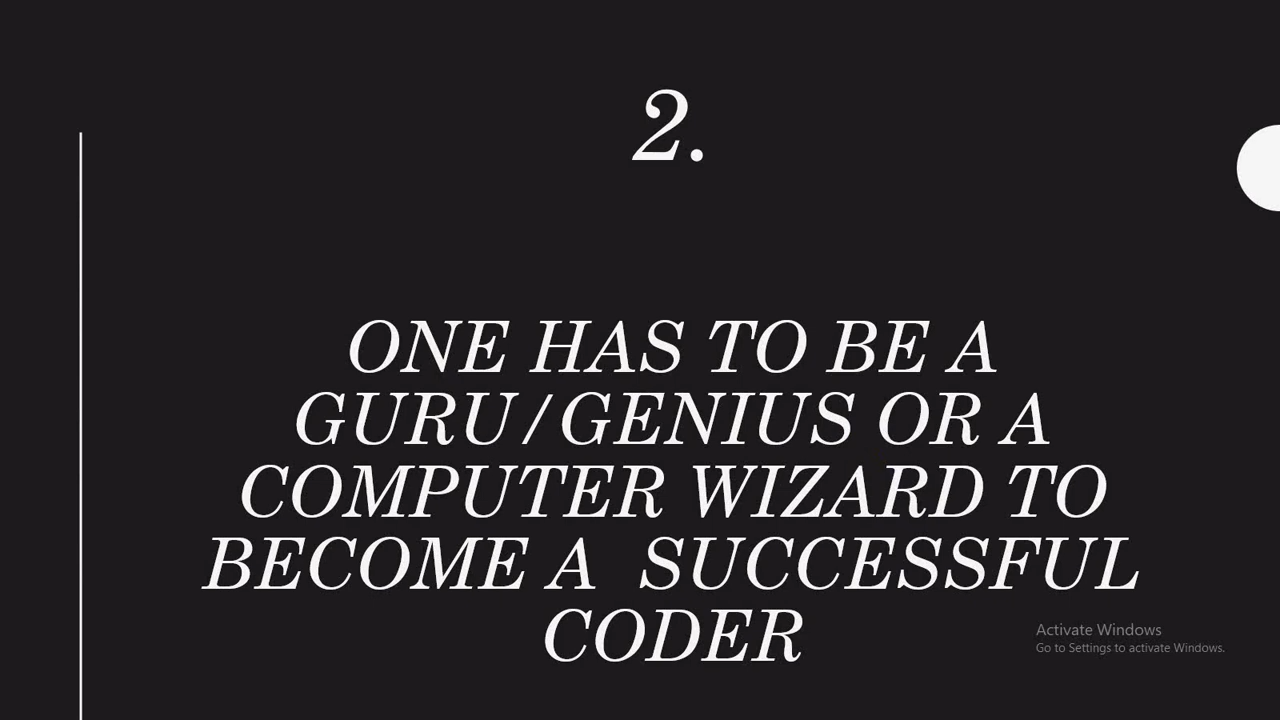 2.
ONE HAS TO BE A
GURU/GENIUS OR A
COMPUTER WIZARD TO
BECOME A  SUCCESSFUL
CODER
Activate Windows
Go to Settings to activate Windows.